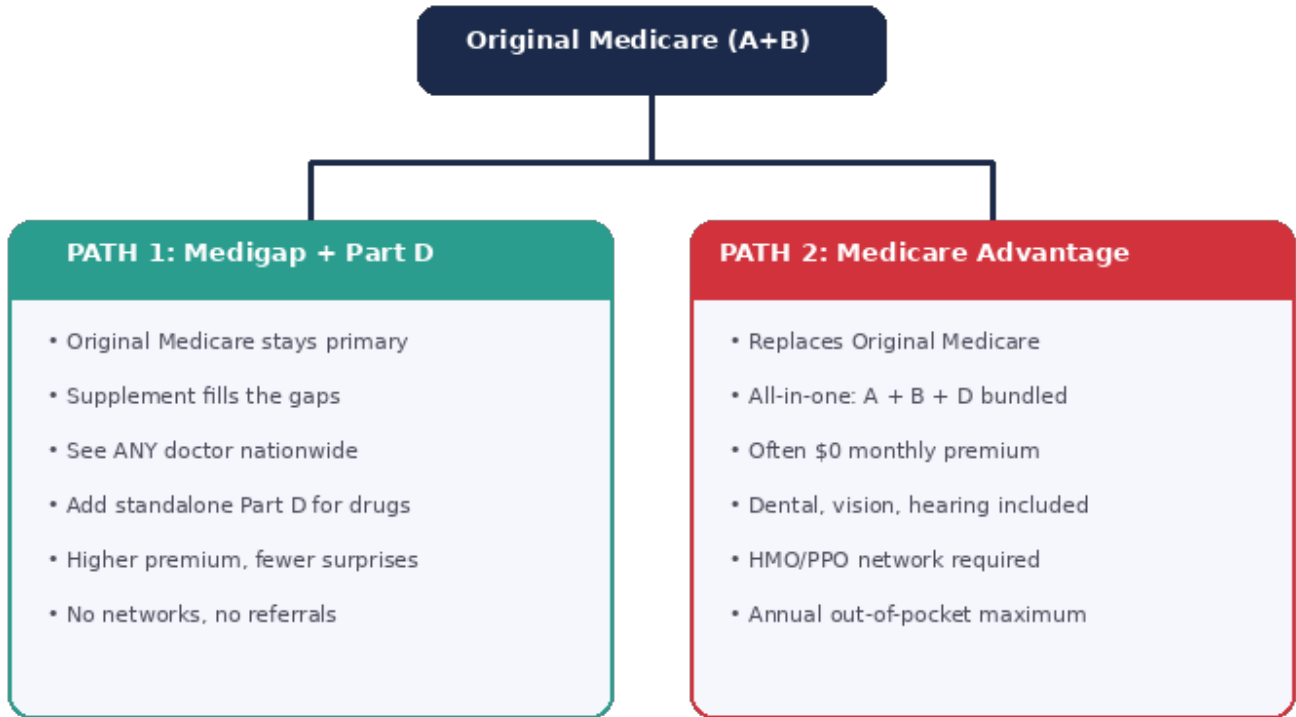 Original Medicare (A+B)
PATH 1: Medigap + Part D
• Original Medicare stays primary
• Supplement fills the gaps
• See ANY doctor nationwide
• Add standalone Part D for drugs
• Higher premium, fewer surprises
• No networks, no referrals
PATH 2: Medicare Advantage
• Replaces Original Medicare
• All-in-one: A + B + D bundled
• Often $0 monthly premium
• Dental, vision, hearing included
• HMO/PPO network required
• Annual out-of-pocket maximum